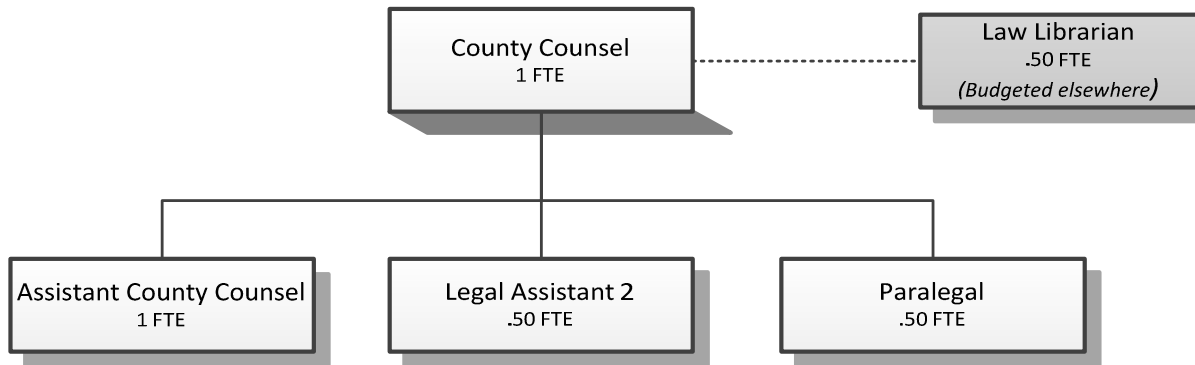 County Counsel
1 FTE
Law Librarian
.50 FTE
(Budgeted elsewhere)
Assistant County Counsel
1 FTE
Legal Assistant 2
.50 FTE
Paralegal
.50 FTE